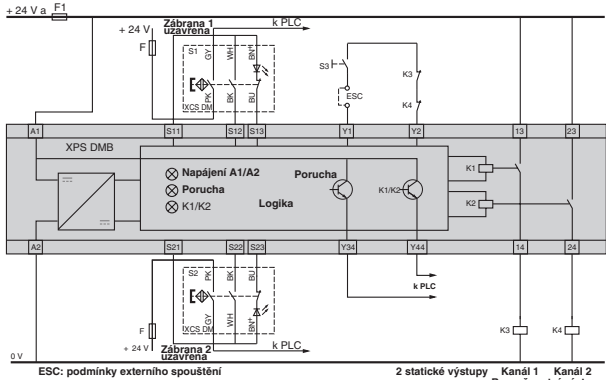 + 24 V a F1
+ 24 V
F
Zábrana 1
uzavřena
k PLC
S1
GY
WH
BN+
PK
BK
BU
XCS DM
S3
ESC
K3
K4
A1
S11
S12
S13
Y1
Y2
13
23
XPS DMB
Napájení A1/A2
Porucha
K1/K2
Logika
Porucha
K1/K2
K1
K2
A2
S21
S22
S23
Y34
Y44
14
24
S2
PK
BK
BU
GY
WH
BN+
XCS DM
F
+ 24 V
Zábrana 2
uzavřena
k PLC
k PLC
K3
K4
0 V
ESC: podmínky externího spouštění
2 statické výstupy Kanál 1 Kanál 2